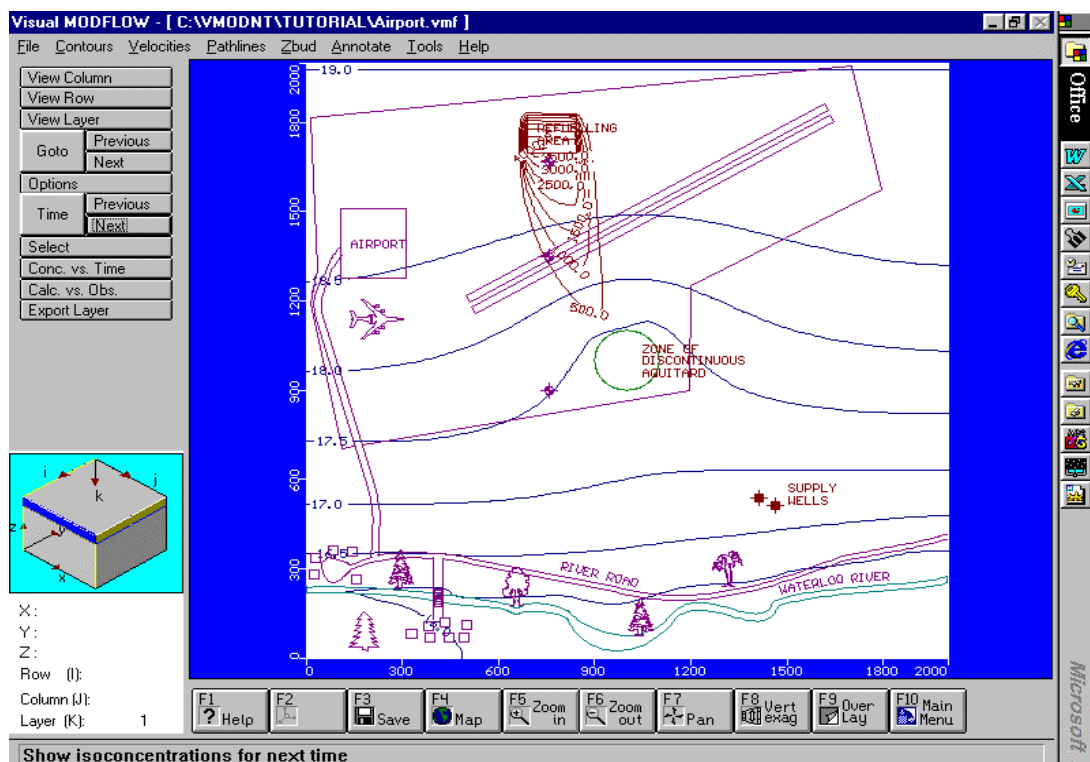 Visual MODFLOW - [ C:\VMODNT\TUTORIAL\Airport.vmf ]
File Contours Velocities Pathlines Zbud Annotate Tools Help
View Column
View Row
View Layer
Goto
Previous
Next
Options
Time
Previous
Next
Select
Conc. vs. Time
Calc. vs. Obs.
Export Layer
i
j
k
z
y
x
X:
Y:
Z:
Row (I):
Column (J):
Layer (K): 1
2000
1800
1500
1200
900
600
300
0
19.0
REFUELLING
AREA
3000.0
2500.0
500.0
AIRPORT
18.0
ZONE OF
DISCONTINUOUS
AQUITARD
17.5
17.0
SUPPLY
WELLS
RIVER ROAD
WATERLOO RIVER
0 300 600 900 1200 1500 1800 2000
F1 Help
F2
F3 Save
F4 Map
F5 Zoom in
F6 Zoom out
F7 Pan
F8 Vert exag
F9 Over Lay
F10 Main Menu
Show isoconcentrations for next time
Office
Microsoft